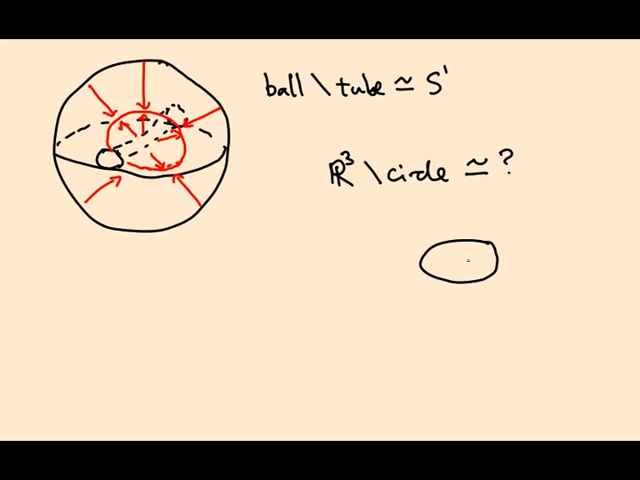 ball \ tube ≃ S¹
ℝ³ \ circle ≃ ?